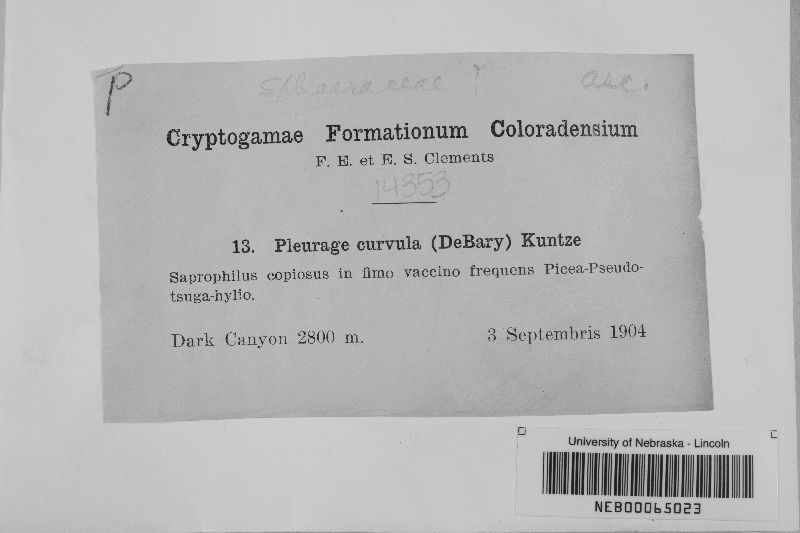 P
Sphaeriaceae ? asc.
Cryptogamae Formationum Coloradensium
F. E. et E. S. Clements
14353
13. Pleurage curvula (DeBary) Kuntze
Saprophilus copiosus in fimo vaccino frequens Picea-Pseudo-
tsuga-hylio.
Dark Canyon 2800 m. 3 Septembris 1904
University of Nebraska - Lincoln
NEB00065023